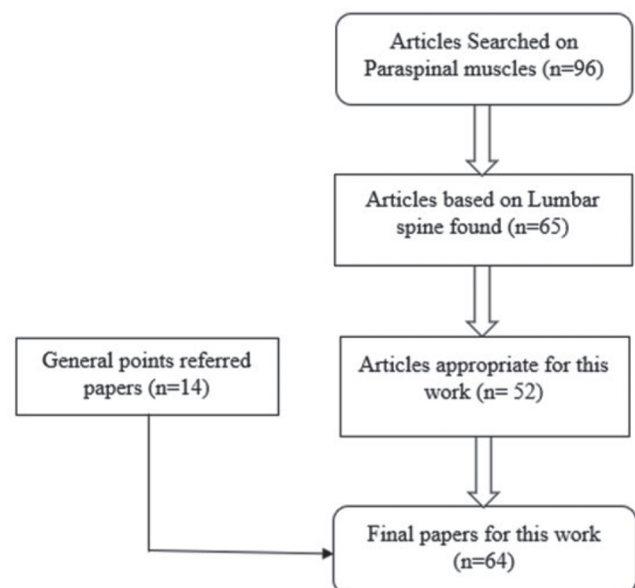 Articles Searched on
Paraspinal muscles (n=96)
Articles based on Lumbar
spine found (n=65)
General points referred
papers (n=14)
Articles appropriate for this
work (n= 52)
Final papers for this work
(n=64)